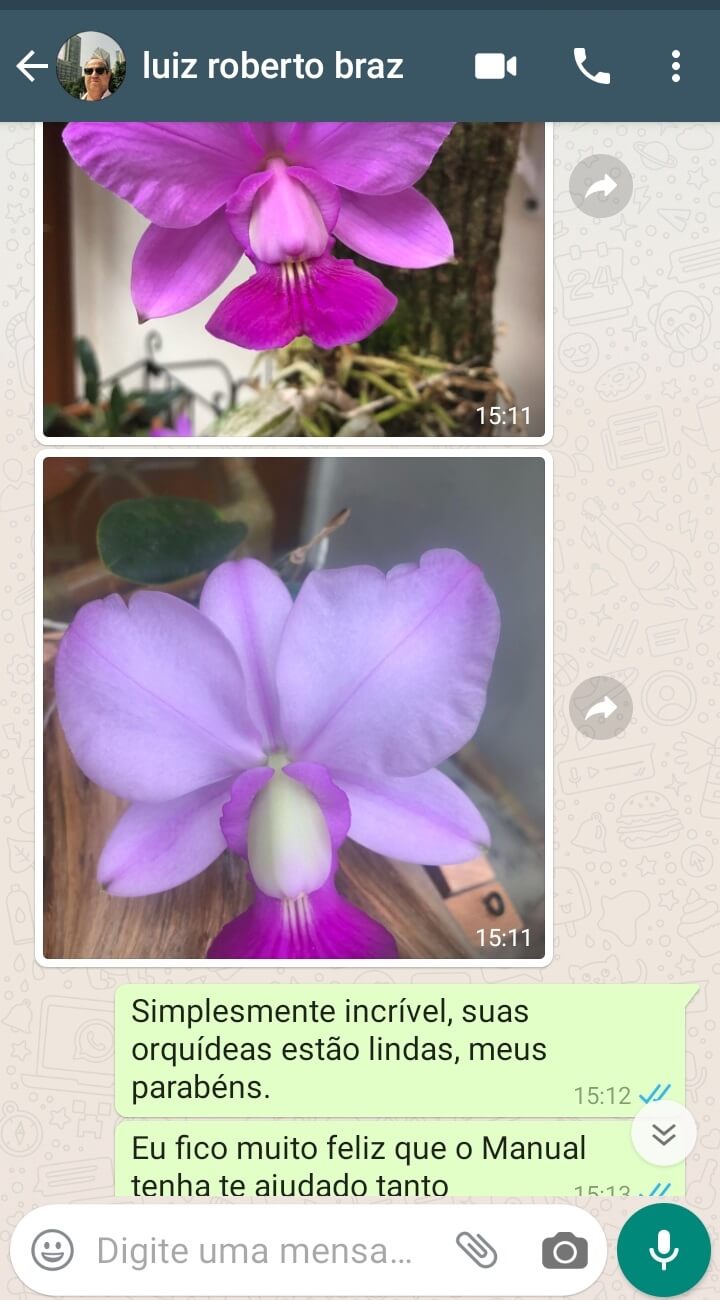 luiz roberto braz
15:11
15:11
Simplesmente incrível, suas
orquídeas estão lindas, meus
parabéns.
15:12
Eu fico muito feliz que o Manual
tenha te ajudado tanto
15:13
Digite uma mensa...